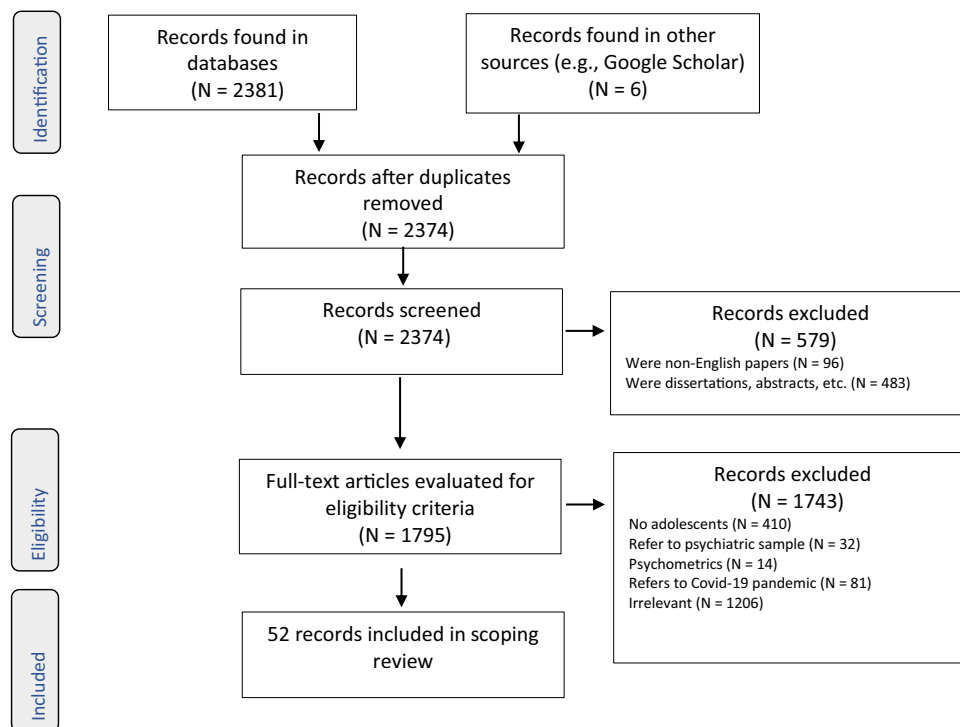 Identification
Records found in
databases
(N = 2381)
Records found in other
sources (e.g., Google Scholar)
(N = 6)
Records after duplicates
removed
(N = 2374)
Screening
Records screened
(N = 2374)
Records excluded
(N = 579)
Were non-English papers (N = 96)
Were dissertations, abstracts, etc. (N = 483)
Eligibility
Full-text articles evaluated for
eligibility criteria
(N = 1795)
Records excluded
(N = 1743)
No adolescents (N = 410)
Refer to psychiatric sample (N = 32)
Psychometrics (N = 14)
Refers to Covid-19 pandemic (N = 81)
Irrelevant (N = 1206)
Included
52 records included in scoping
review